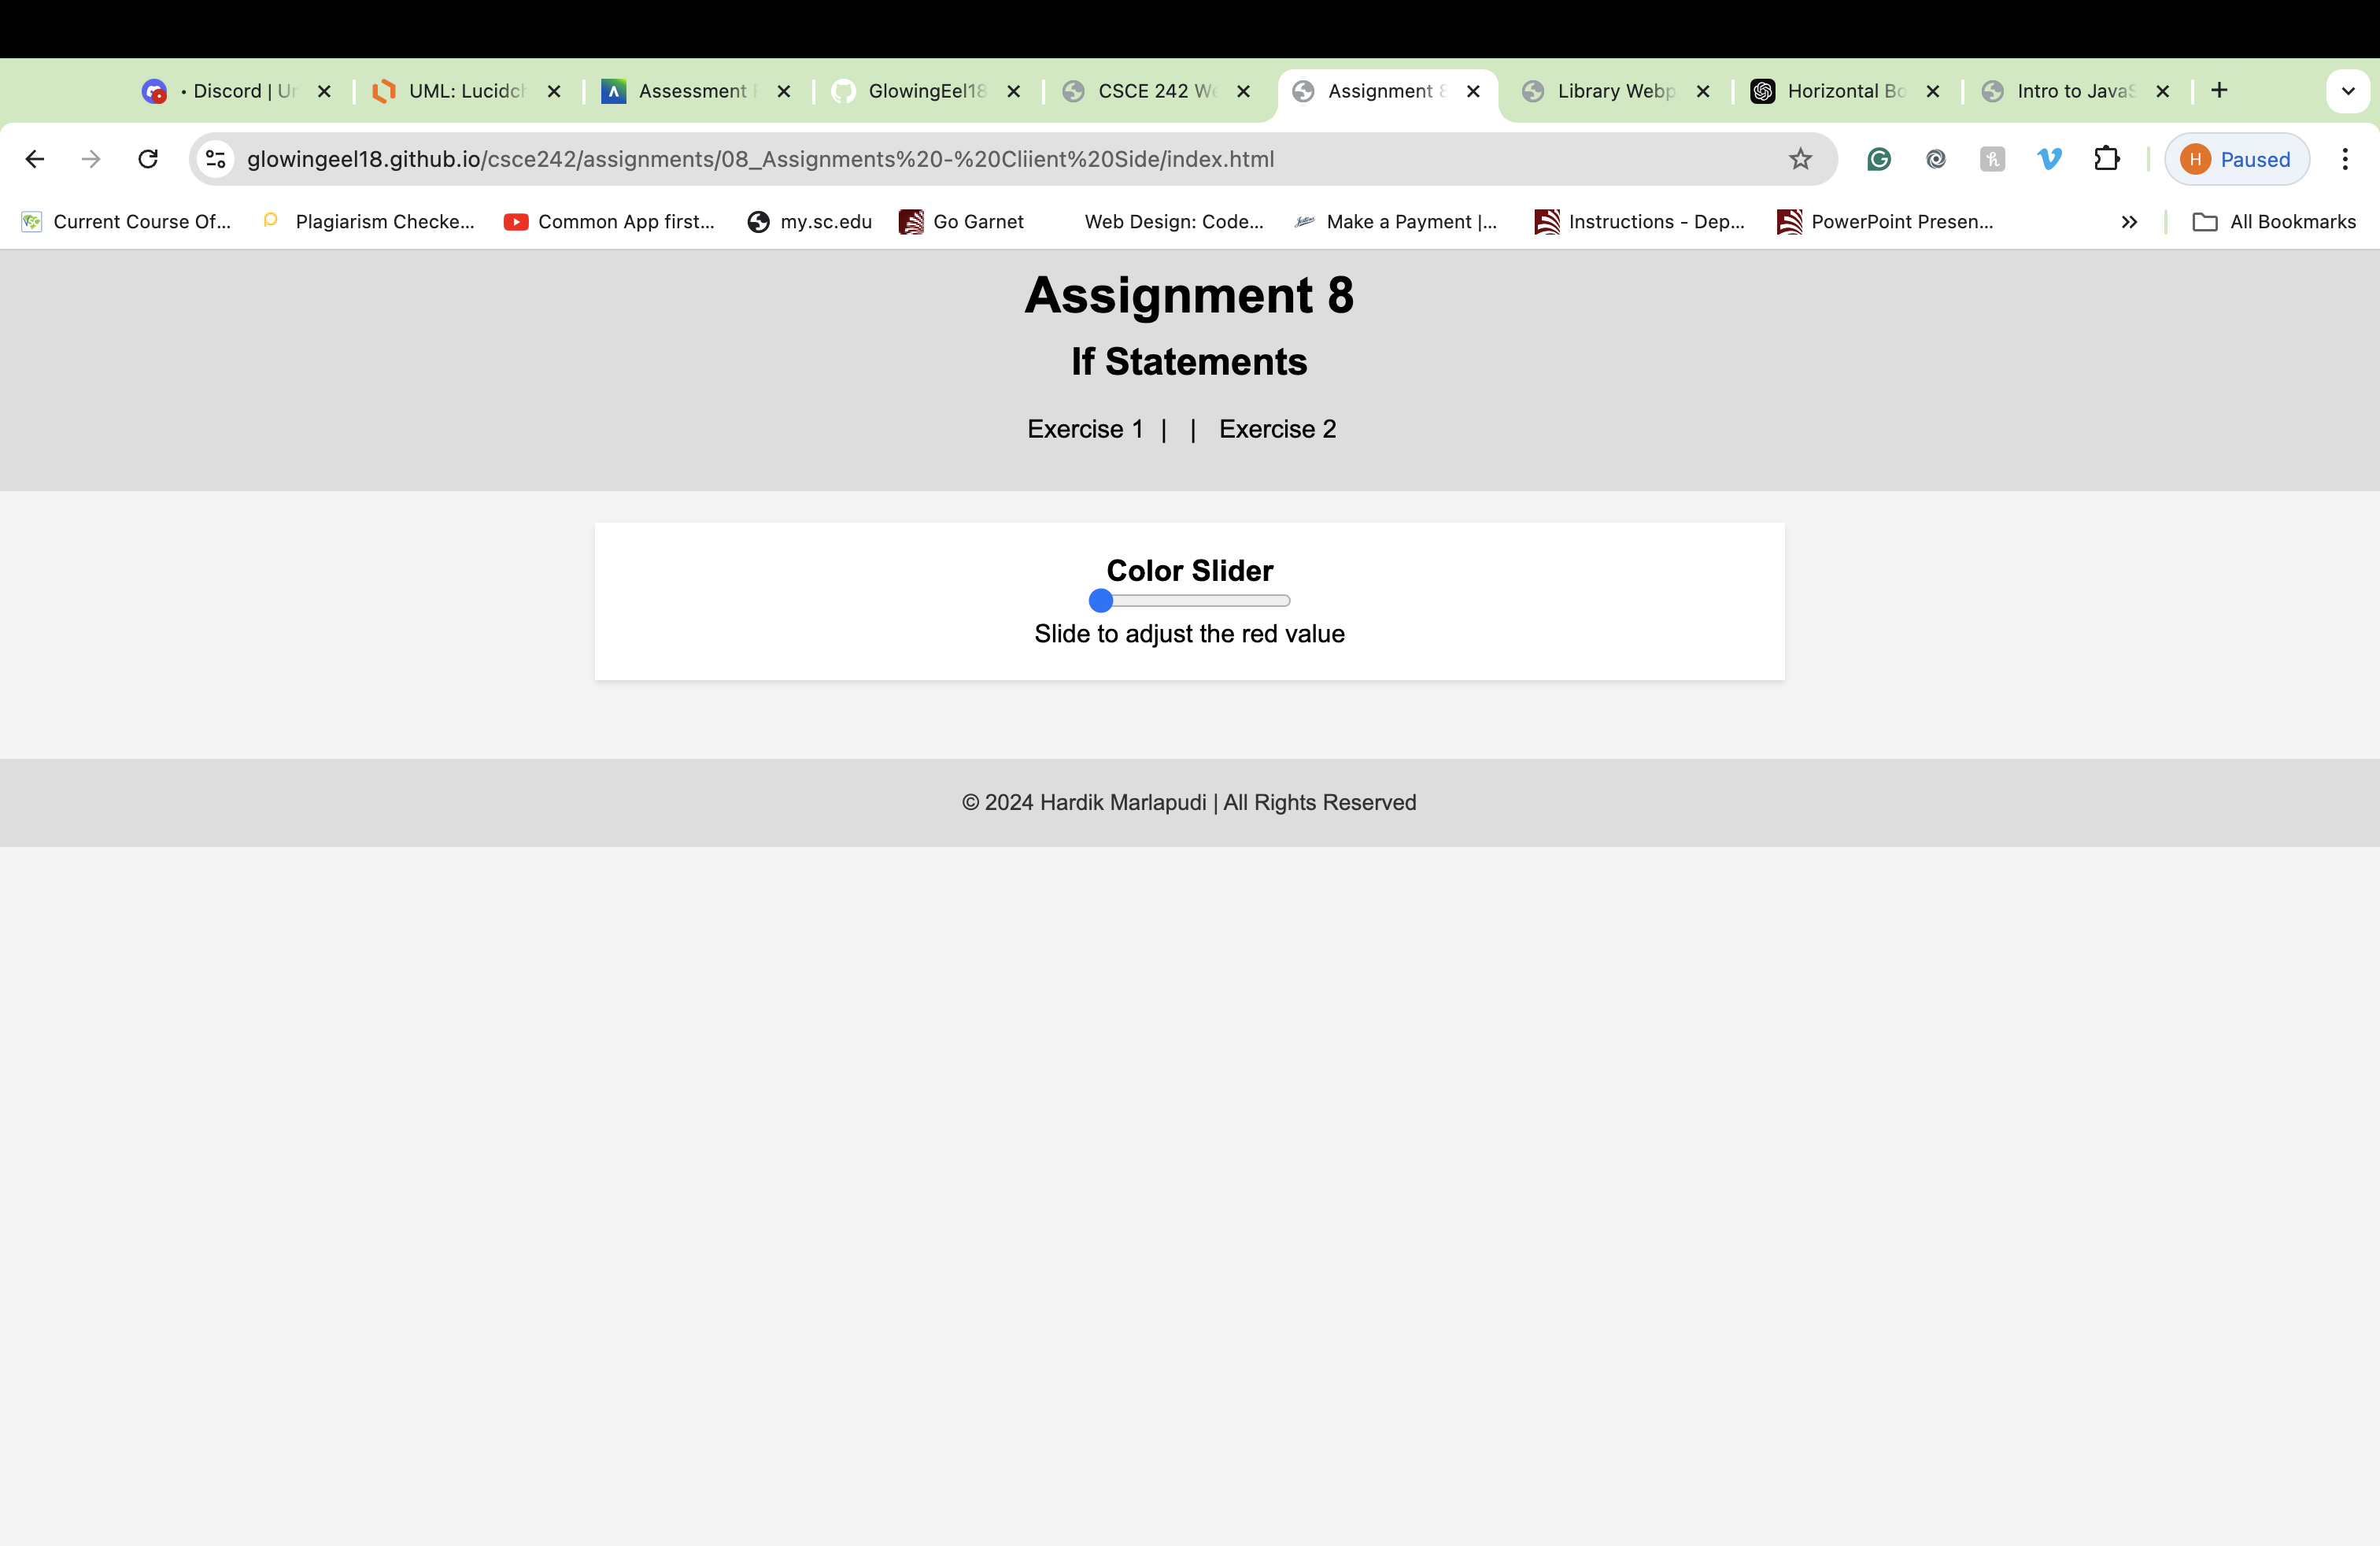 • Discord | Ur
UML: Lucidch
Assessment
GlowingEel18
CSCE 242 We
Assignment 8
Library Webp
Horizontal Bo
Intro to JavaS
glowingeel18.github.io/csce242/assignments/08_Assignments%20-%20Cliient%20Side/index.html
H Paused
Current Course Of...
Plagiarism Checke...
Common App first...
my.sc.edu
Go Garnet
Web Design: Code...
Make a Payment |...
Instructions - Dep...
PowerPoint Presen...
All Bookmarks
Assignment 8
If Statements
Exercise 1 | | Exercise 2
Color Slider
Slide to adjust the red value
© 2024 Hardik Marlapudi | All Rights Reserved